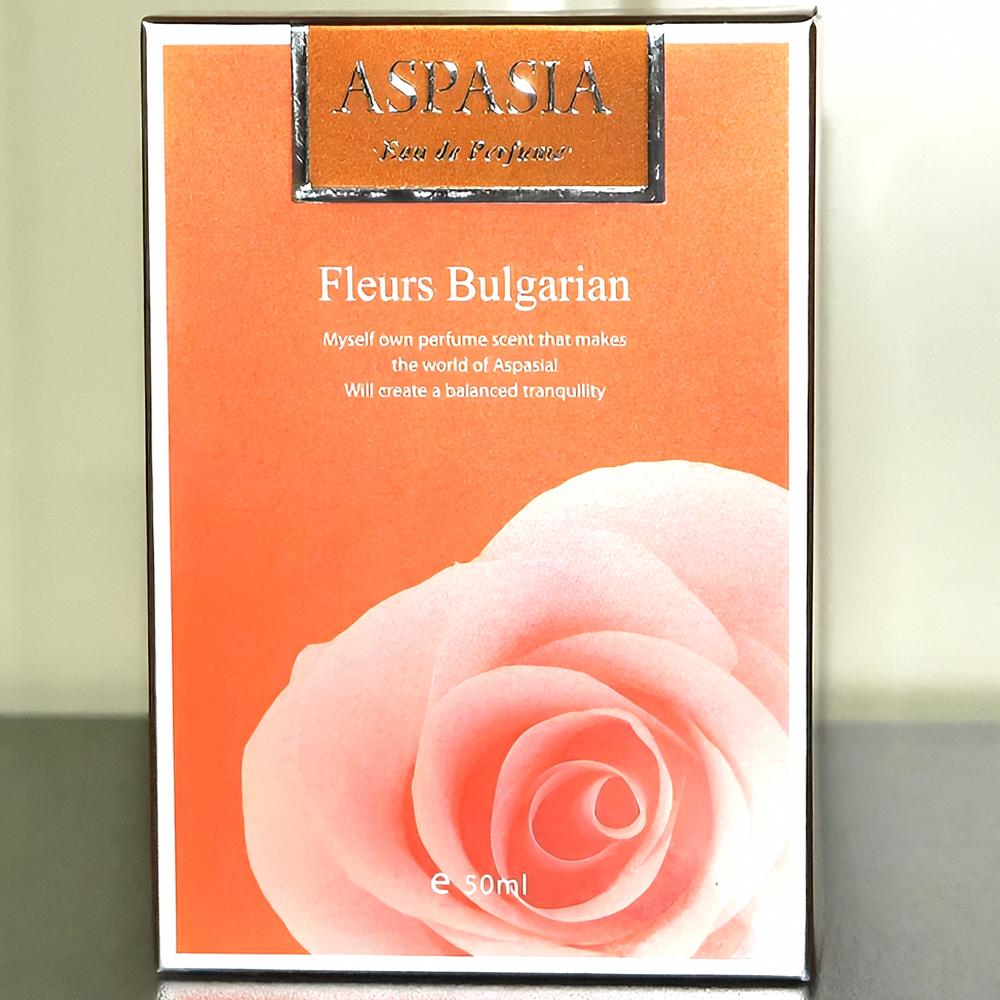 ASPASIA
·Eau de Perfume·
Fleurs Bulgarian
Myself own perfume scent that makes
the world of Aspasia!
Will create a balanced tranquility
e 50ml